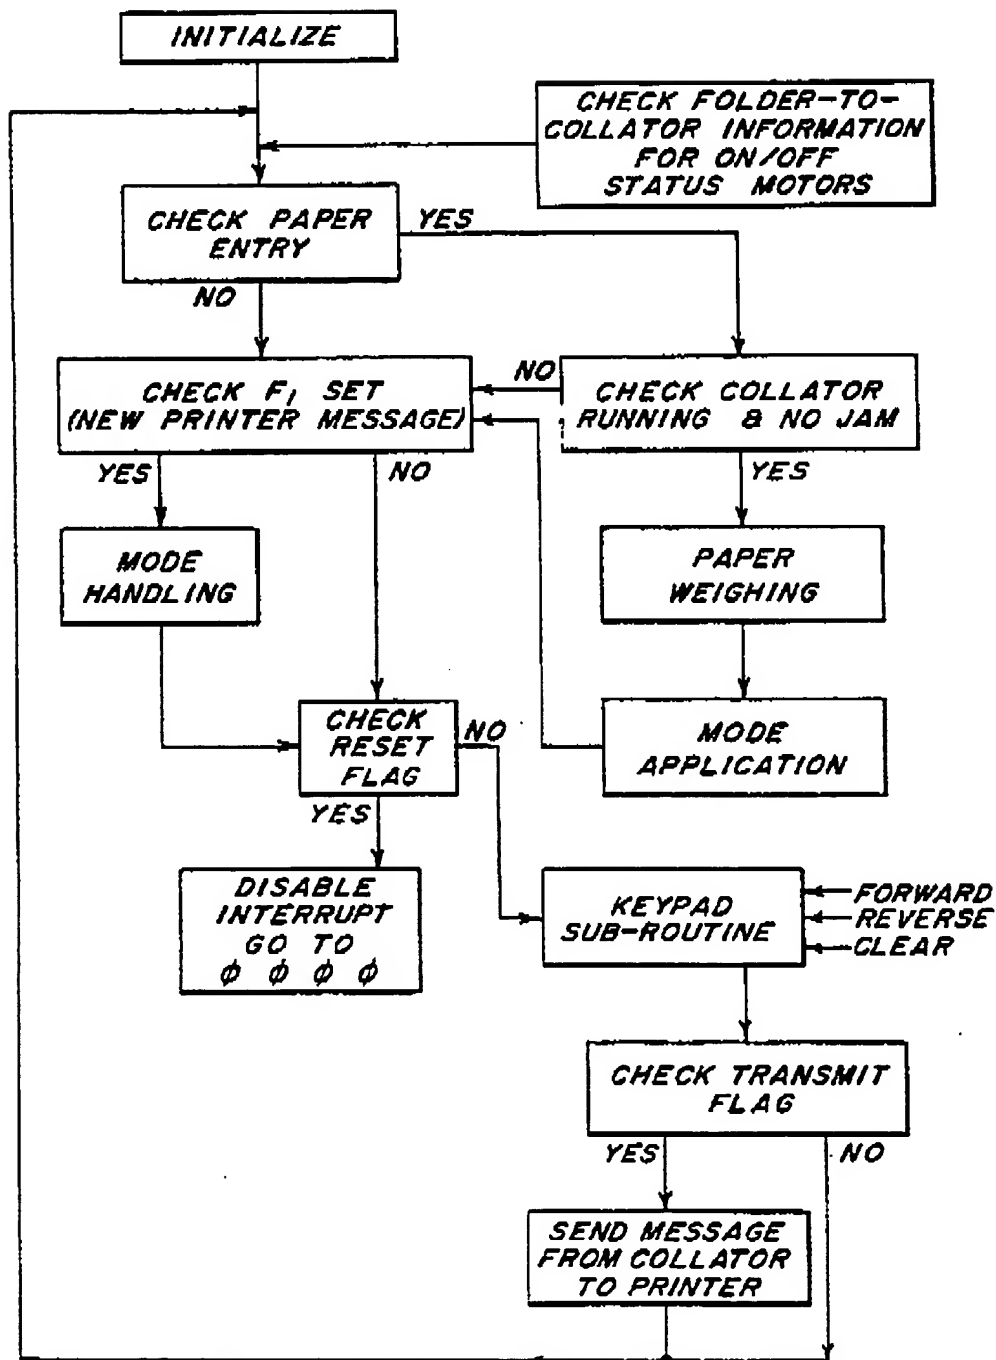 INITIALIZE
CHECK FOLDER-TO-
COLLATOR INFORMATION
FOR ON/OFF
STATUS MOTORS
CHECK PAPER
ENTRY
YES
NO
CHECK F1 SET
(NEW PRINTER MESSAGE)
NO
CHECK COLLATOR
RUNNING & NO JAM
YES
NO
YES
MODE
HANDLING
PAPER
WEIGHING
CHECK
RESET
FLAG
NO
YES
MODE
APPLICATION
DISABLE
INTERRUPT
GO TO
ϕ ϕ ϕ ϕ
KEYPAD
SUB-ROUTINE
FORWARD
REVERSE
CLEAR
CHECK TRANSMIT
FLAG
YES
NO
SEND MESSAGE
FROM COLLATOR
TO PRINTER